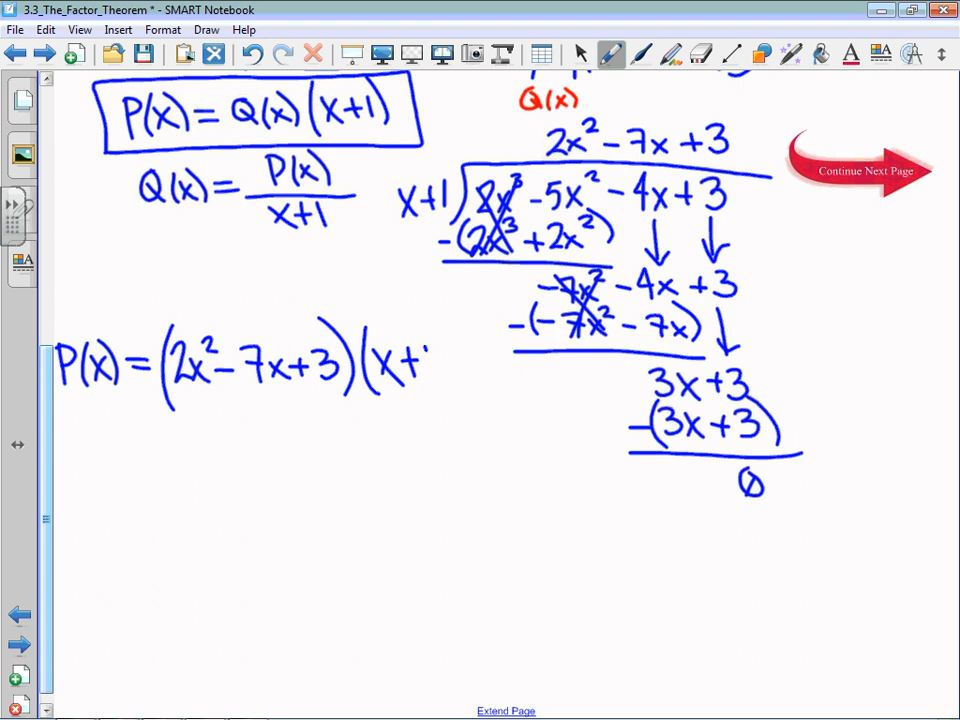 3.3_The_Factor_Theorem * - SMART Notebook
File Edit View Insert Format Tools Draw Help
P(x) = Q(x)(x+1)
Q(x) = P(x)/x+1
Q(x)
2x² - 7x + 3
x+1) 2x³ - 5x² - 4x + 3
-(2x³ + 2x²)
-7x² - 4x + 3
-(-7x² - 7x)
3x + 3
-(3x + 3)
0
P(x) = (2x² - 7x + 3)(x+
Continue Next Page
Extend Page